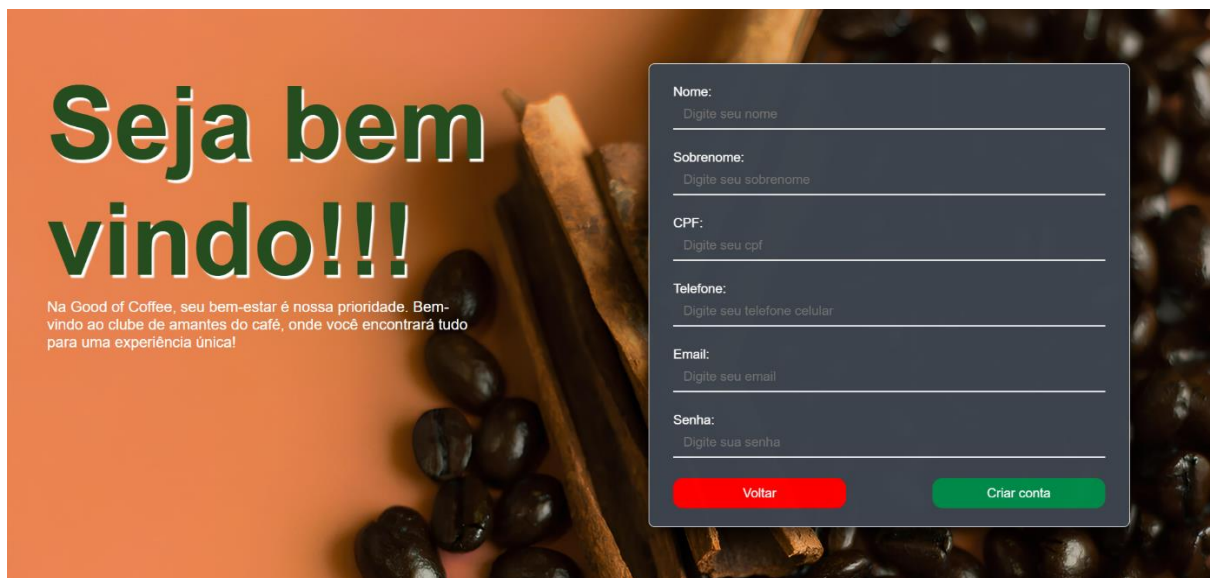 Seja bem
vindo!!!
Na Good of Coffee, seu bem-estar é nossa prioridade. Bem-
vindo ao clube de amantes do café, onde você encontrará tudo
para uma experiência única!
Nome:
Digite seu nome
Sobrenome:
Digite seu sobrenome
CPF:
Digite seu cpf
Telefone:
Digite seu telefone celular
Email:
Digite seu email
Senha:
Digite sua senha
Voltar
Criar conta